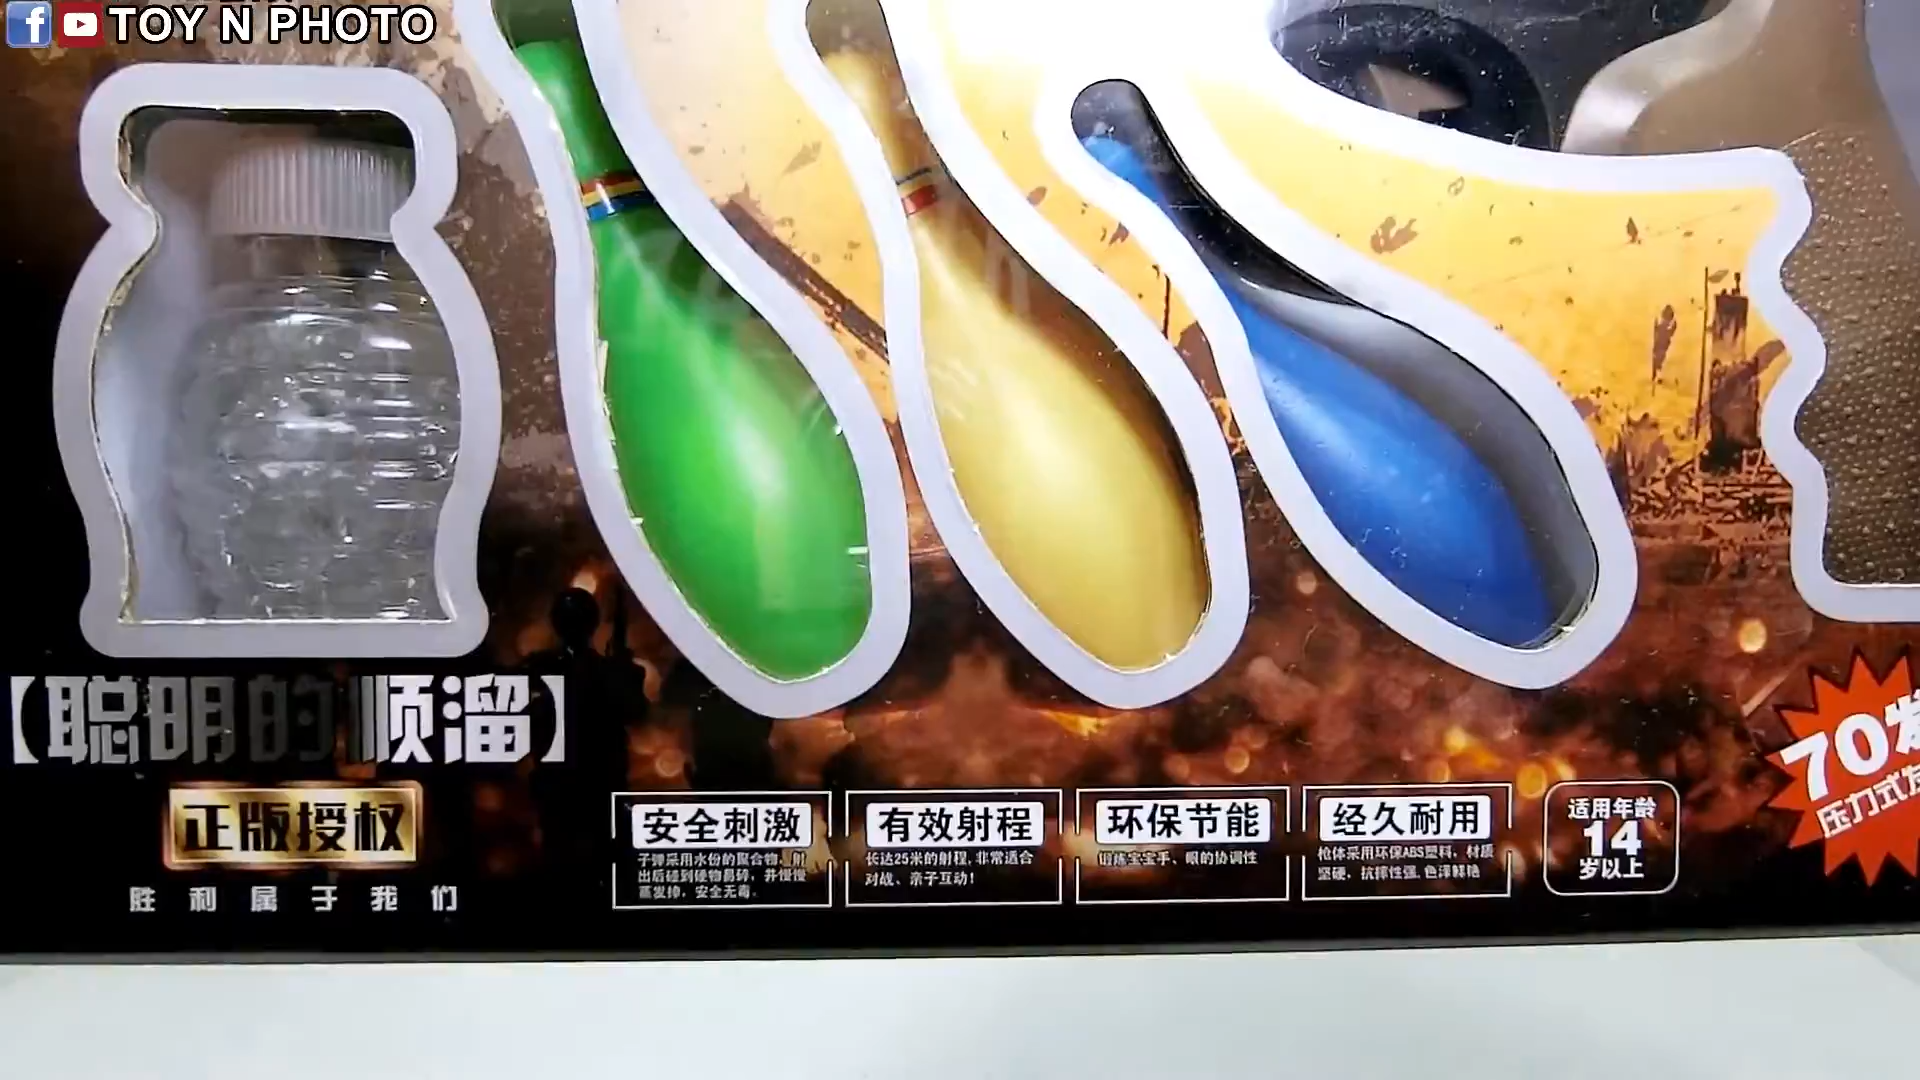 TOY N PHOTO
【聪明的顺溜】
正版授权
胜利属于我们
安全刺激
子弹采用水份的聚合物，射
出后碰到硬物易碎，并慢慢
蒸发掉，安全无毒。
有效射程
长达25米的射程，非常适合
对战、亲子互动！
环保节能
锻炼宝宝手、眼的协调性
经久耐用
枪体采用环保ABS塑料，材质
坚硬，抗摔性强，色泽鲜艳
适用年龄
14
岁以上
70发
压力式